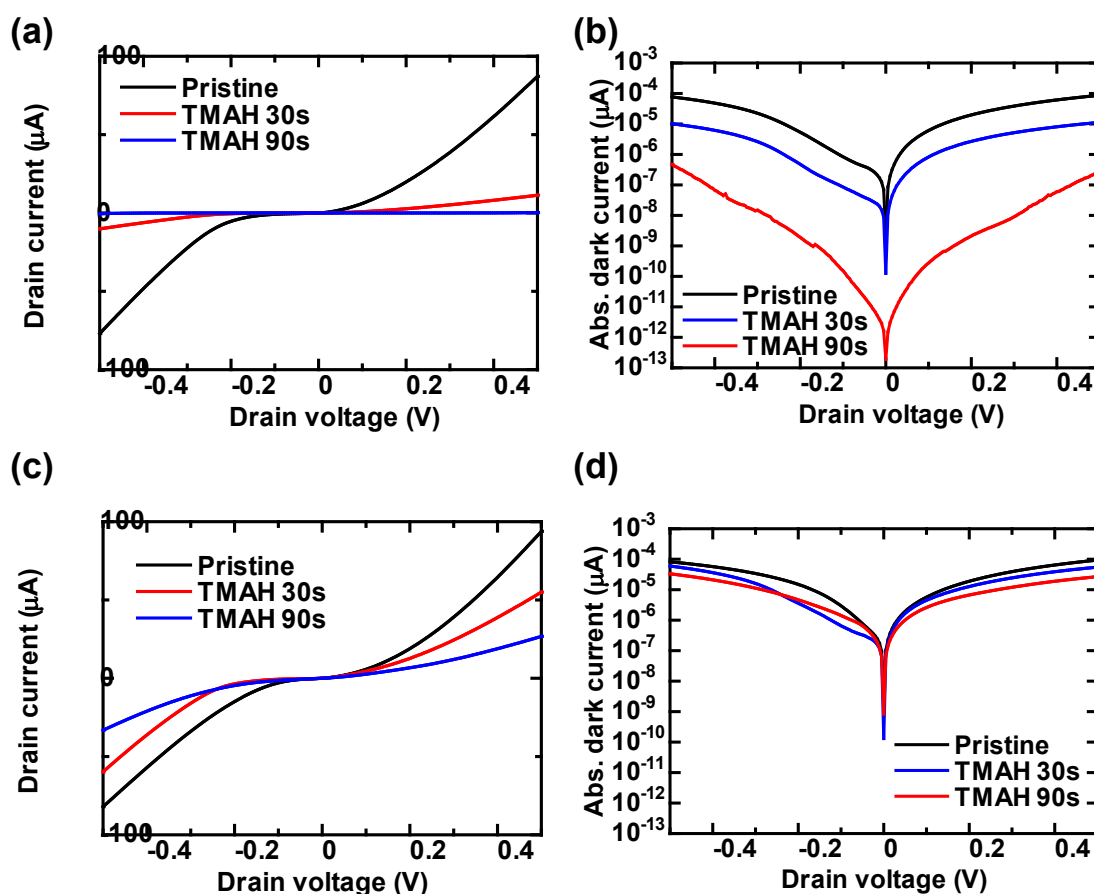 (a)
100
0
100
Drain current (μA)
Pristine
TMAH 30s
TMAH 90s
-0.4 -0.2 0 0.2 0.4
Drain voltage (V)
(b)
10⁻³
10⁻⁴
10⁻⁵
10⁻⁶
10⁻⁷
10⁻⁸
10⁻⁹
10⁻¹⁰
10⁻¹¹
10⁻¹²
10⁻¹³
Abs. dark current (μA)
Pristine
TMAH 30s
TMAH 90s
-0.4 -0.2 0 0.2 0.4
Drain voltage (V)
(c)
100
0
100
Drain current (μA)
Pristine
TMAH 30s
TMAH 90s
-0.4 -0.2 0 0.2 0.4
Drain voltage (V)
(d)
10⁻³
10⁻⁴
10⁻⁵
10⁻⁶
10⁻⁷
10⁻⁸
10⁻⁹
10⁻¹⁰
10⁻¹¹
10⁻¹²
10⁻¹³
Abs. dark current (μA)
Pristine
TMAH 30s
TMAH 90s
-0.4 -0.2 0 0.2 0.4
Drain voltage (V)